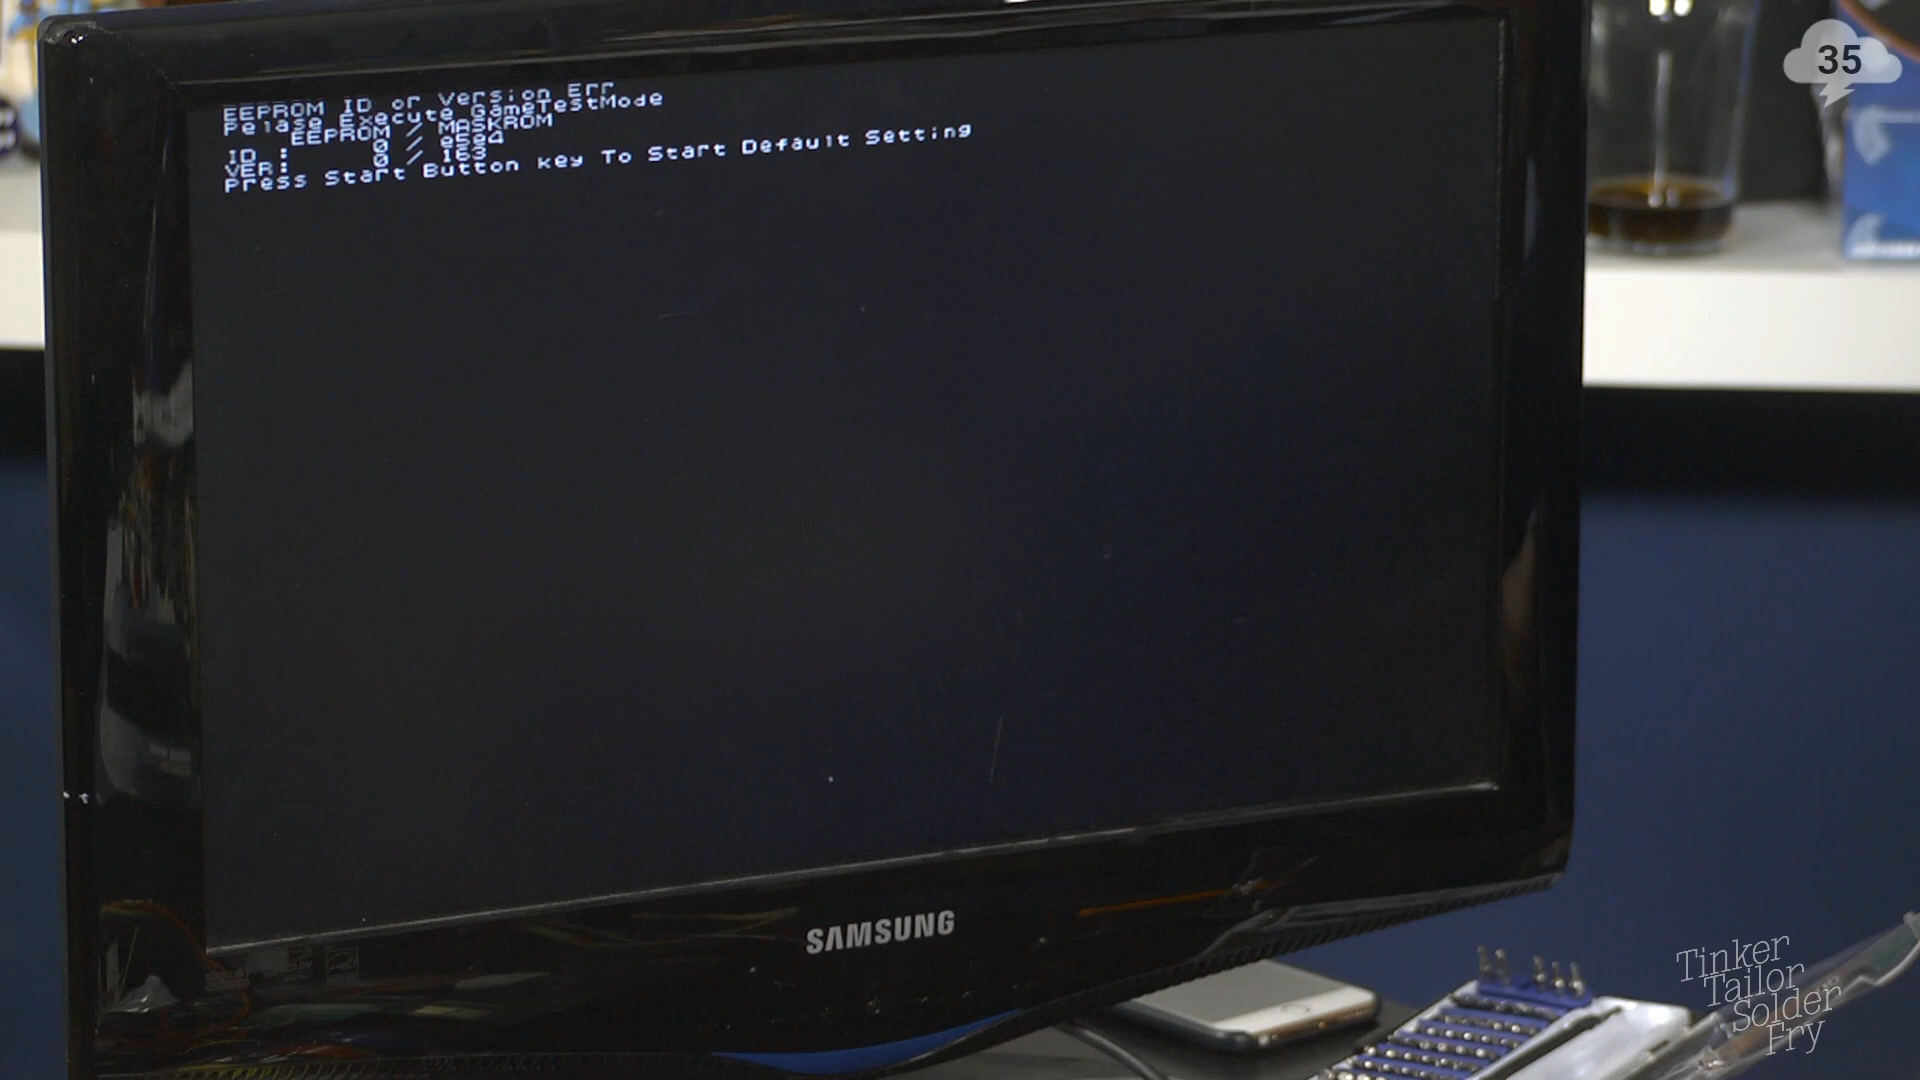 EEPROM ID or Version Err
Pelase Execute GameTestMode
EEPROM / MASKROM
ID : 0 /
VER: 0 / 163
Press Start Button key To Start Default Setting
SAMSUNG
35
Tinker
Tailor
Solder
Fry